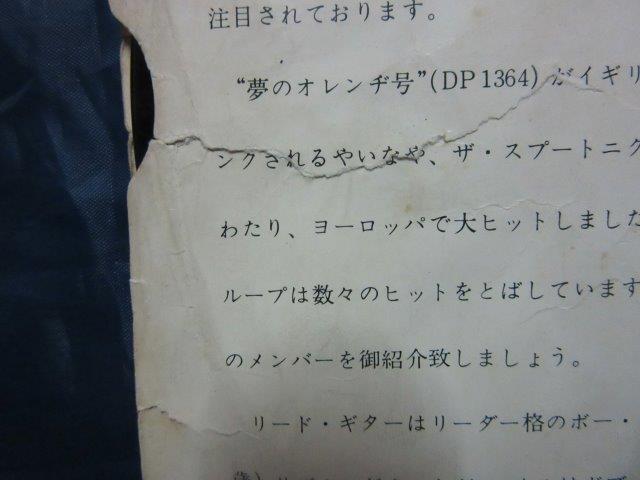 注目されております。
“夢のオレンヂ号”(DP1364)がイギリ
ンクされるやいなや、ザ・スプートニク
わたり、ヨーロッパで大ヒットしました
ループは数々のヒットをとばしています
のメンバーを御紹介致しましょう。
リード・ギターはリーダー格のボー・